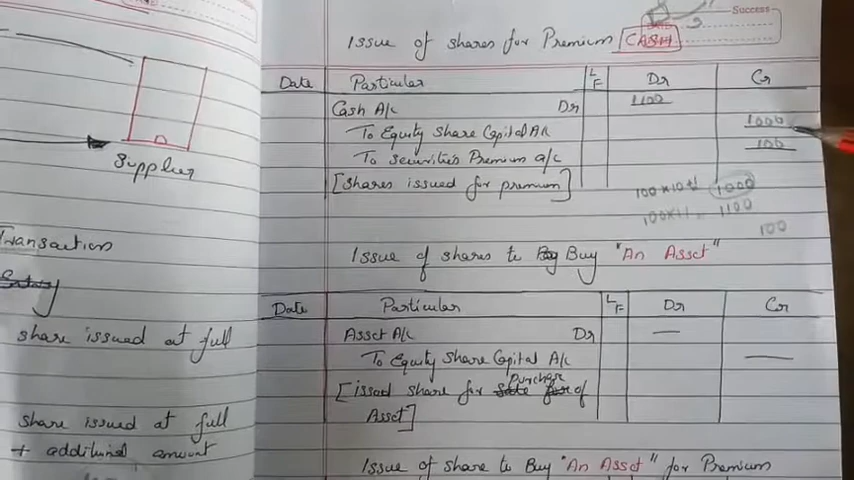 Supplier
Transaction
share issued at full
share issued at full
+ additional amount
Success
Issue of shares for Premium CASH
Date Particular L F Dr Cr
Cash A/c Dr 1100
To Equity Share Capital A/c 1000
To Securities Premium a/c 100
[Shares issued for premium] 100×10 = 1000
100×11 = 1100
100
Issue of shares to Buy "An Asset"
Date Particular L F Dr Cr
Asset A/c Dr —
To Equity Share Capital A/c —
[issued share for purchase of
Asset]
Issue of share to Buy "An Asset" for Premium